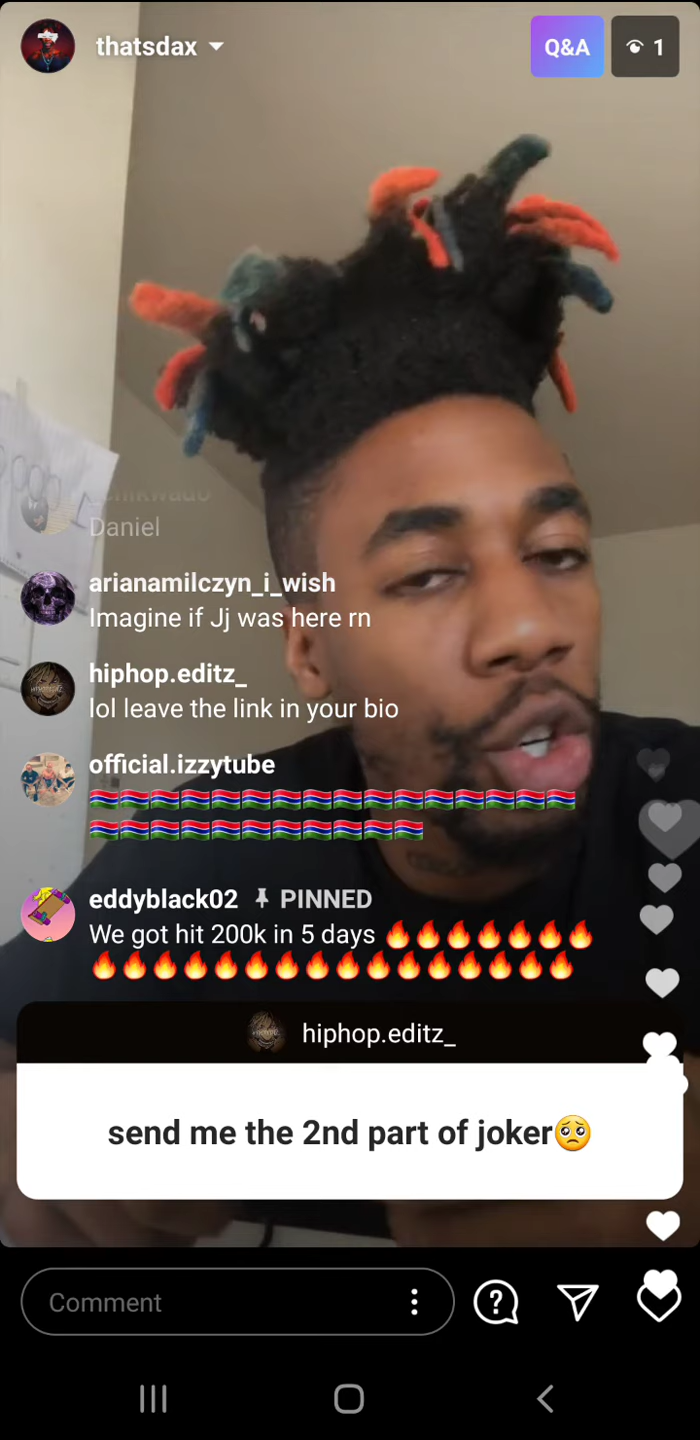 thatsdax
Q&A
1
Daniel
arianamilczyn_i_wish
Imagine if Jj was here rn
hiphop.editz_
lol leave the link in your bio
official.izzytube
🇬🇲🇬🇲🇬🇲🇬🇲🇬🇲🇬🇲🇬🇲🇬🇲🇬🇲🇬🇲🇬🇲🇬🇲🇬🇲🇬🇲🇬🇲🇬🇲
🇬🇲🇬🇲🇬🇲🇬🇲🇬🇲🇬🇲🇬🇲🇬🇲🇬🇲🇬🇲🇬🇲
eddyblack02 📌 PINNED
We got hit 200k in 5 days 🔥🔥🔥🔥🔥🔥🔥
🔥🔥🔥🔥🔥🔥🔥🔥🔥🔥🔥🔥🔥🔥🔥🔥
hiphop.editz_
send me the 2nd part of joker🥺
Comment